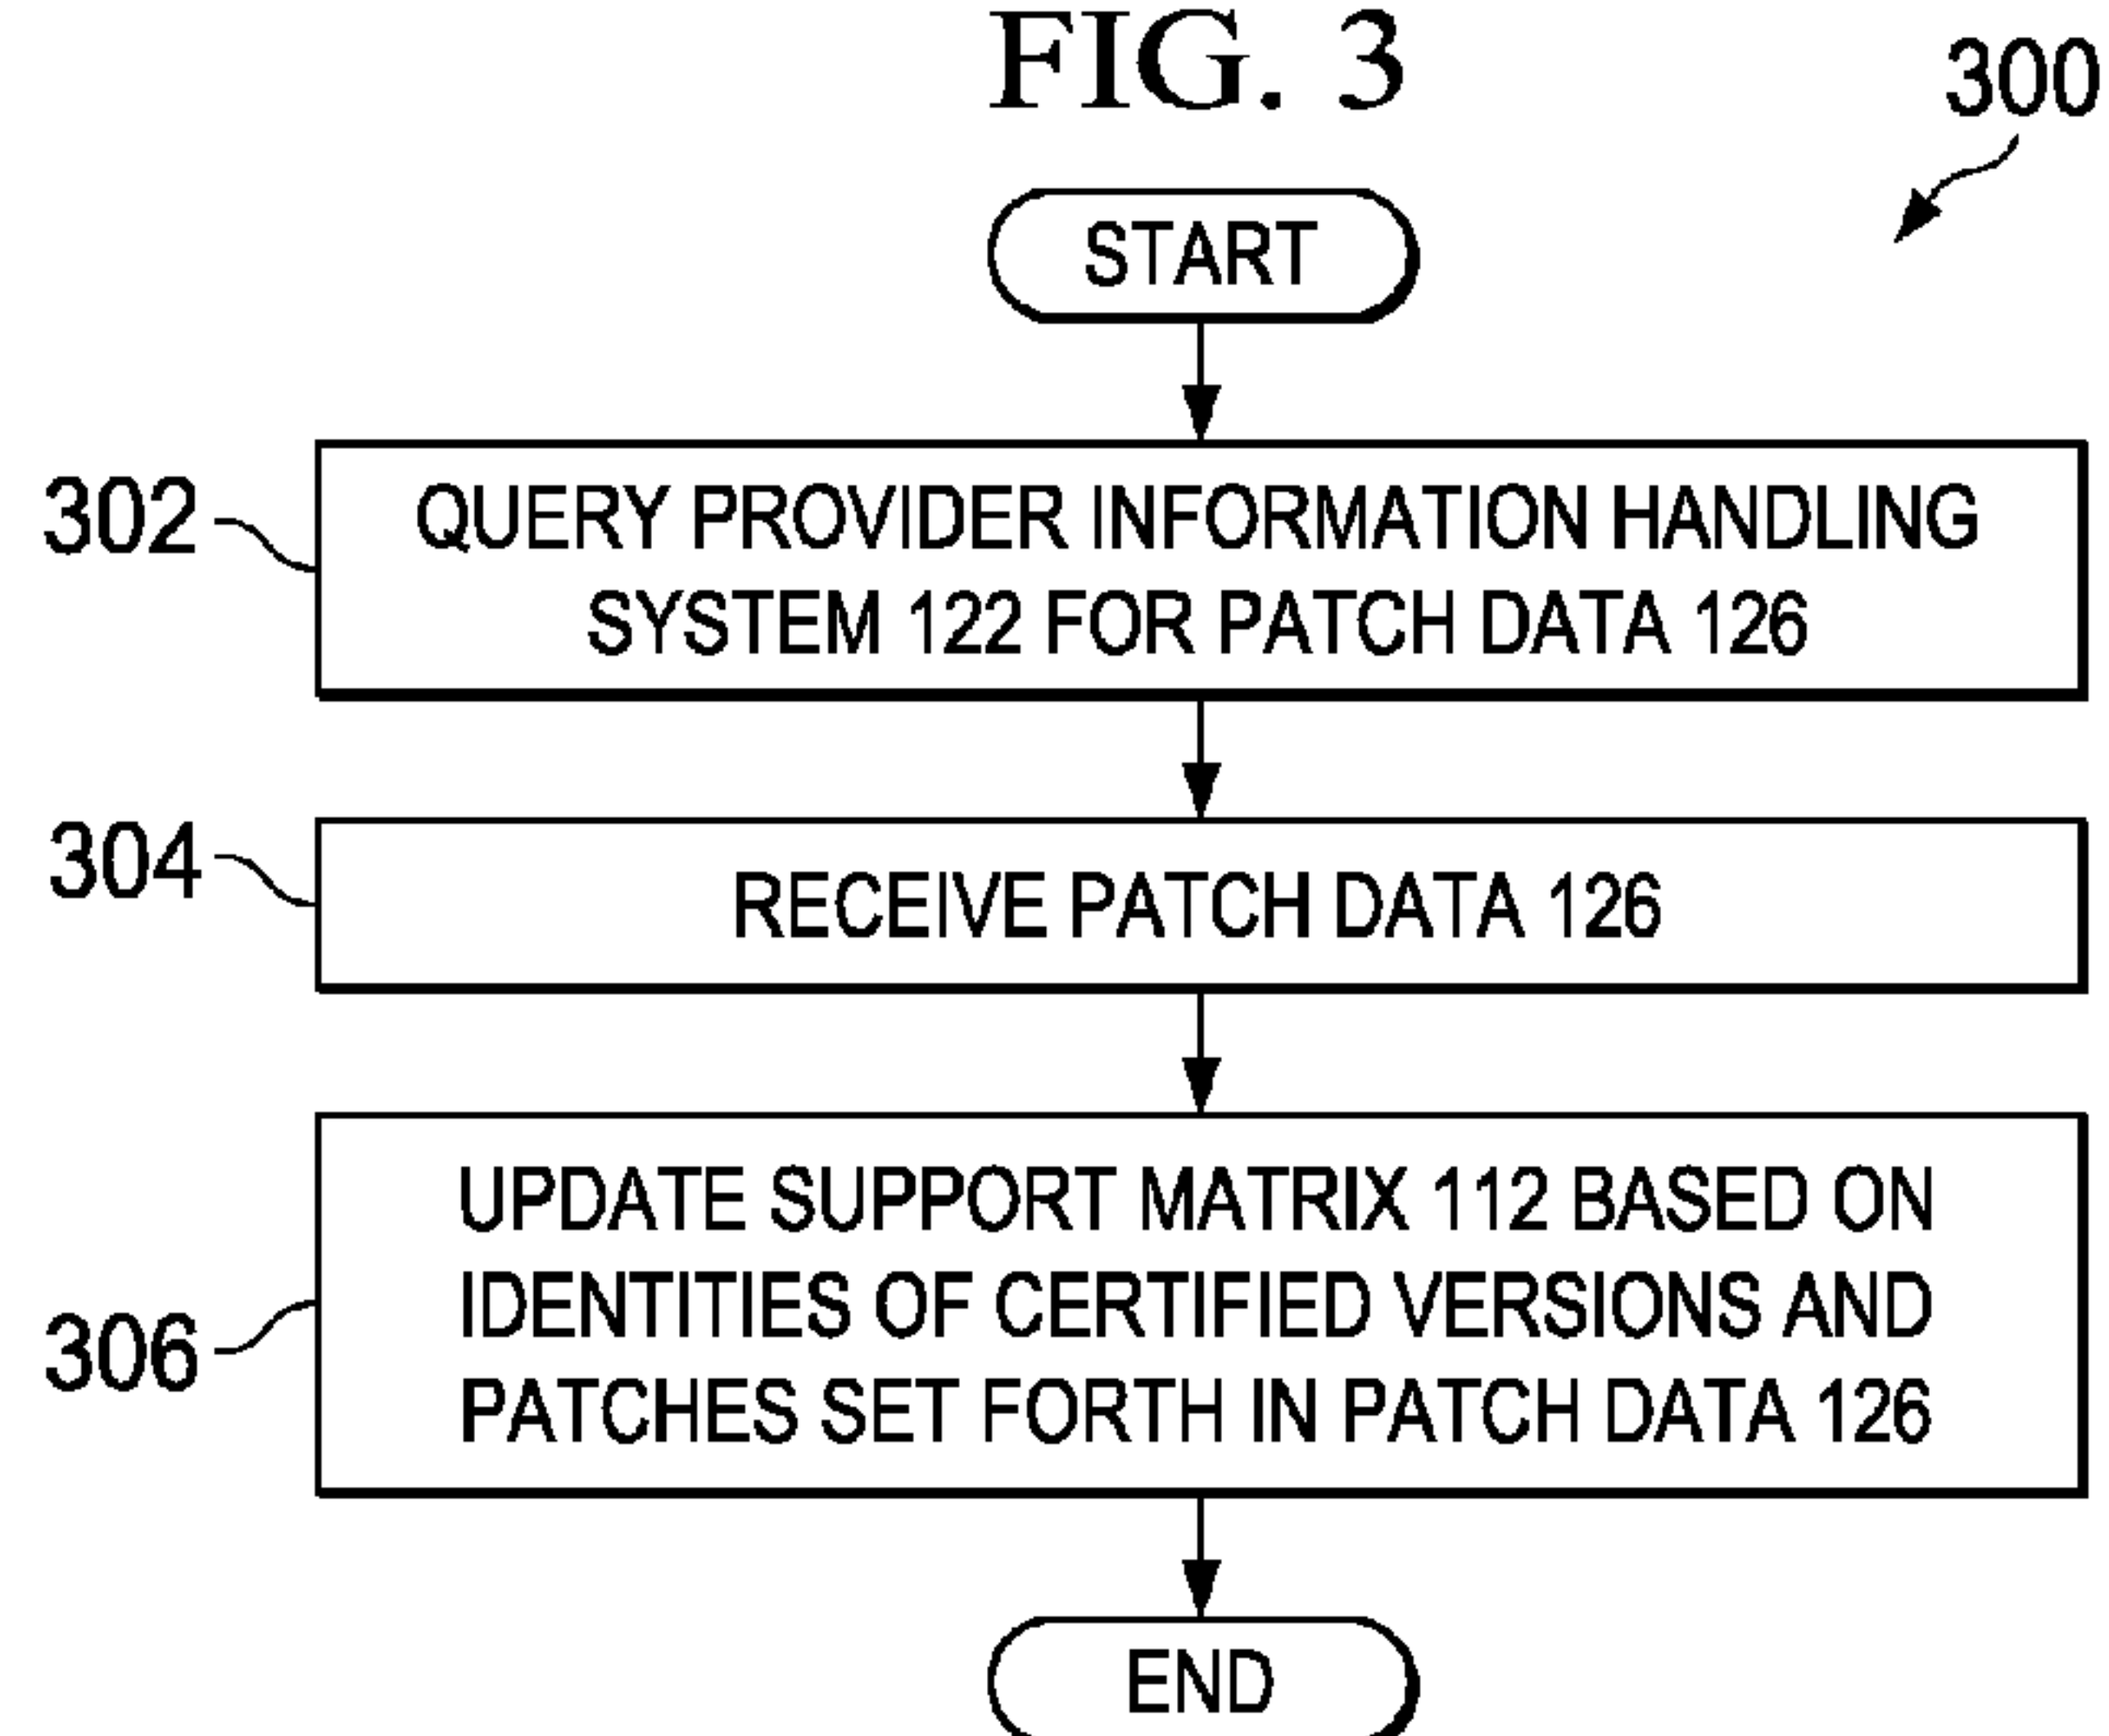 FIG. 3
300
START
302
QUERY PROVIDER INFORMATION HANDLING
SYSTEM 122 FOR PATCH DATA 126
304
RECEIVE PATCH DATA 126
306
UPDATE SUPPORT MATRIX 112 BASED ON
IDENTITIES OF CERTIFIED VERSIONS AND
PATCHES SET FORTH IN PATCH DATA 126
END